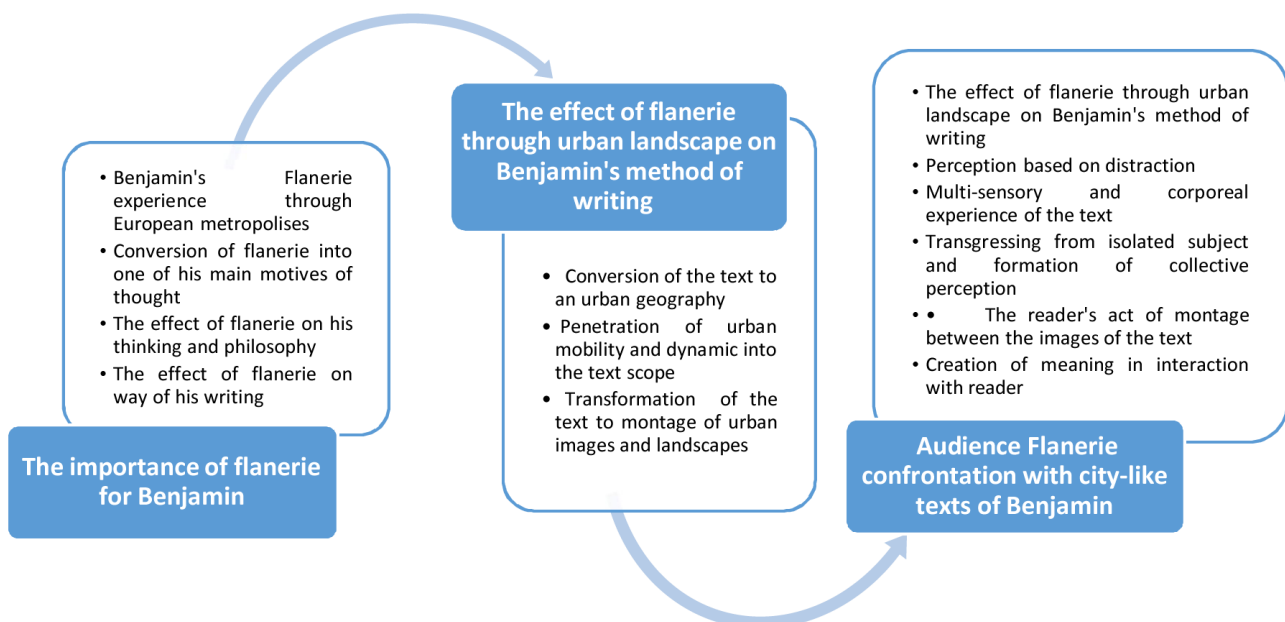 • Benjamin's Flanerie
experience through
European metropolises
• Conversion of flanerie into
one of his main motives of
thought
• The effect of flanerie on his
thinking and philosophy
• The effect of flanerie on
way of his writing
The importance of flanerie
for Benjamin
The effect of flanerie
through urban landscape on
Benjamin's method of
writing
• Conversion of the text to
an urban geography
• Penetration of urban
mobility and dynamic into
the text scope
• Transformation of the
text to montage of urban
images and landscapes
• The effect of flanerie through urban
landscape on Benjamin's method of
writing
• Perception based on distraction
• Multi-sensory and corporeal
experience of the text
• Transgressing from isolated subject
and formation of collective
perception
• • The reader's act of montage
between the images of the text
• Creation of meaning in interaction
with reader
Audience Flanerie
confrontation with city-like
texts of Benjamin